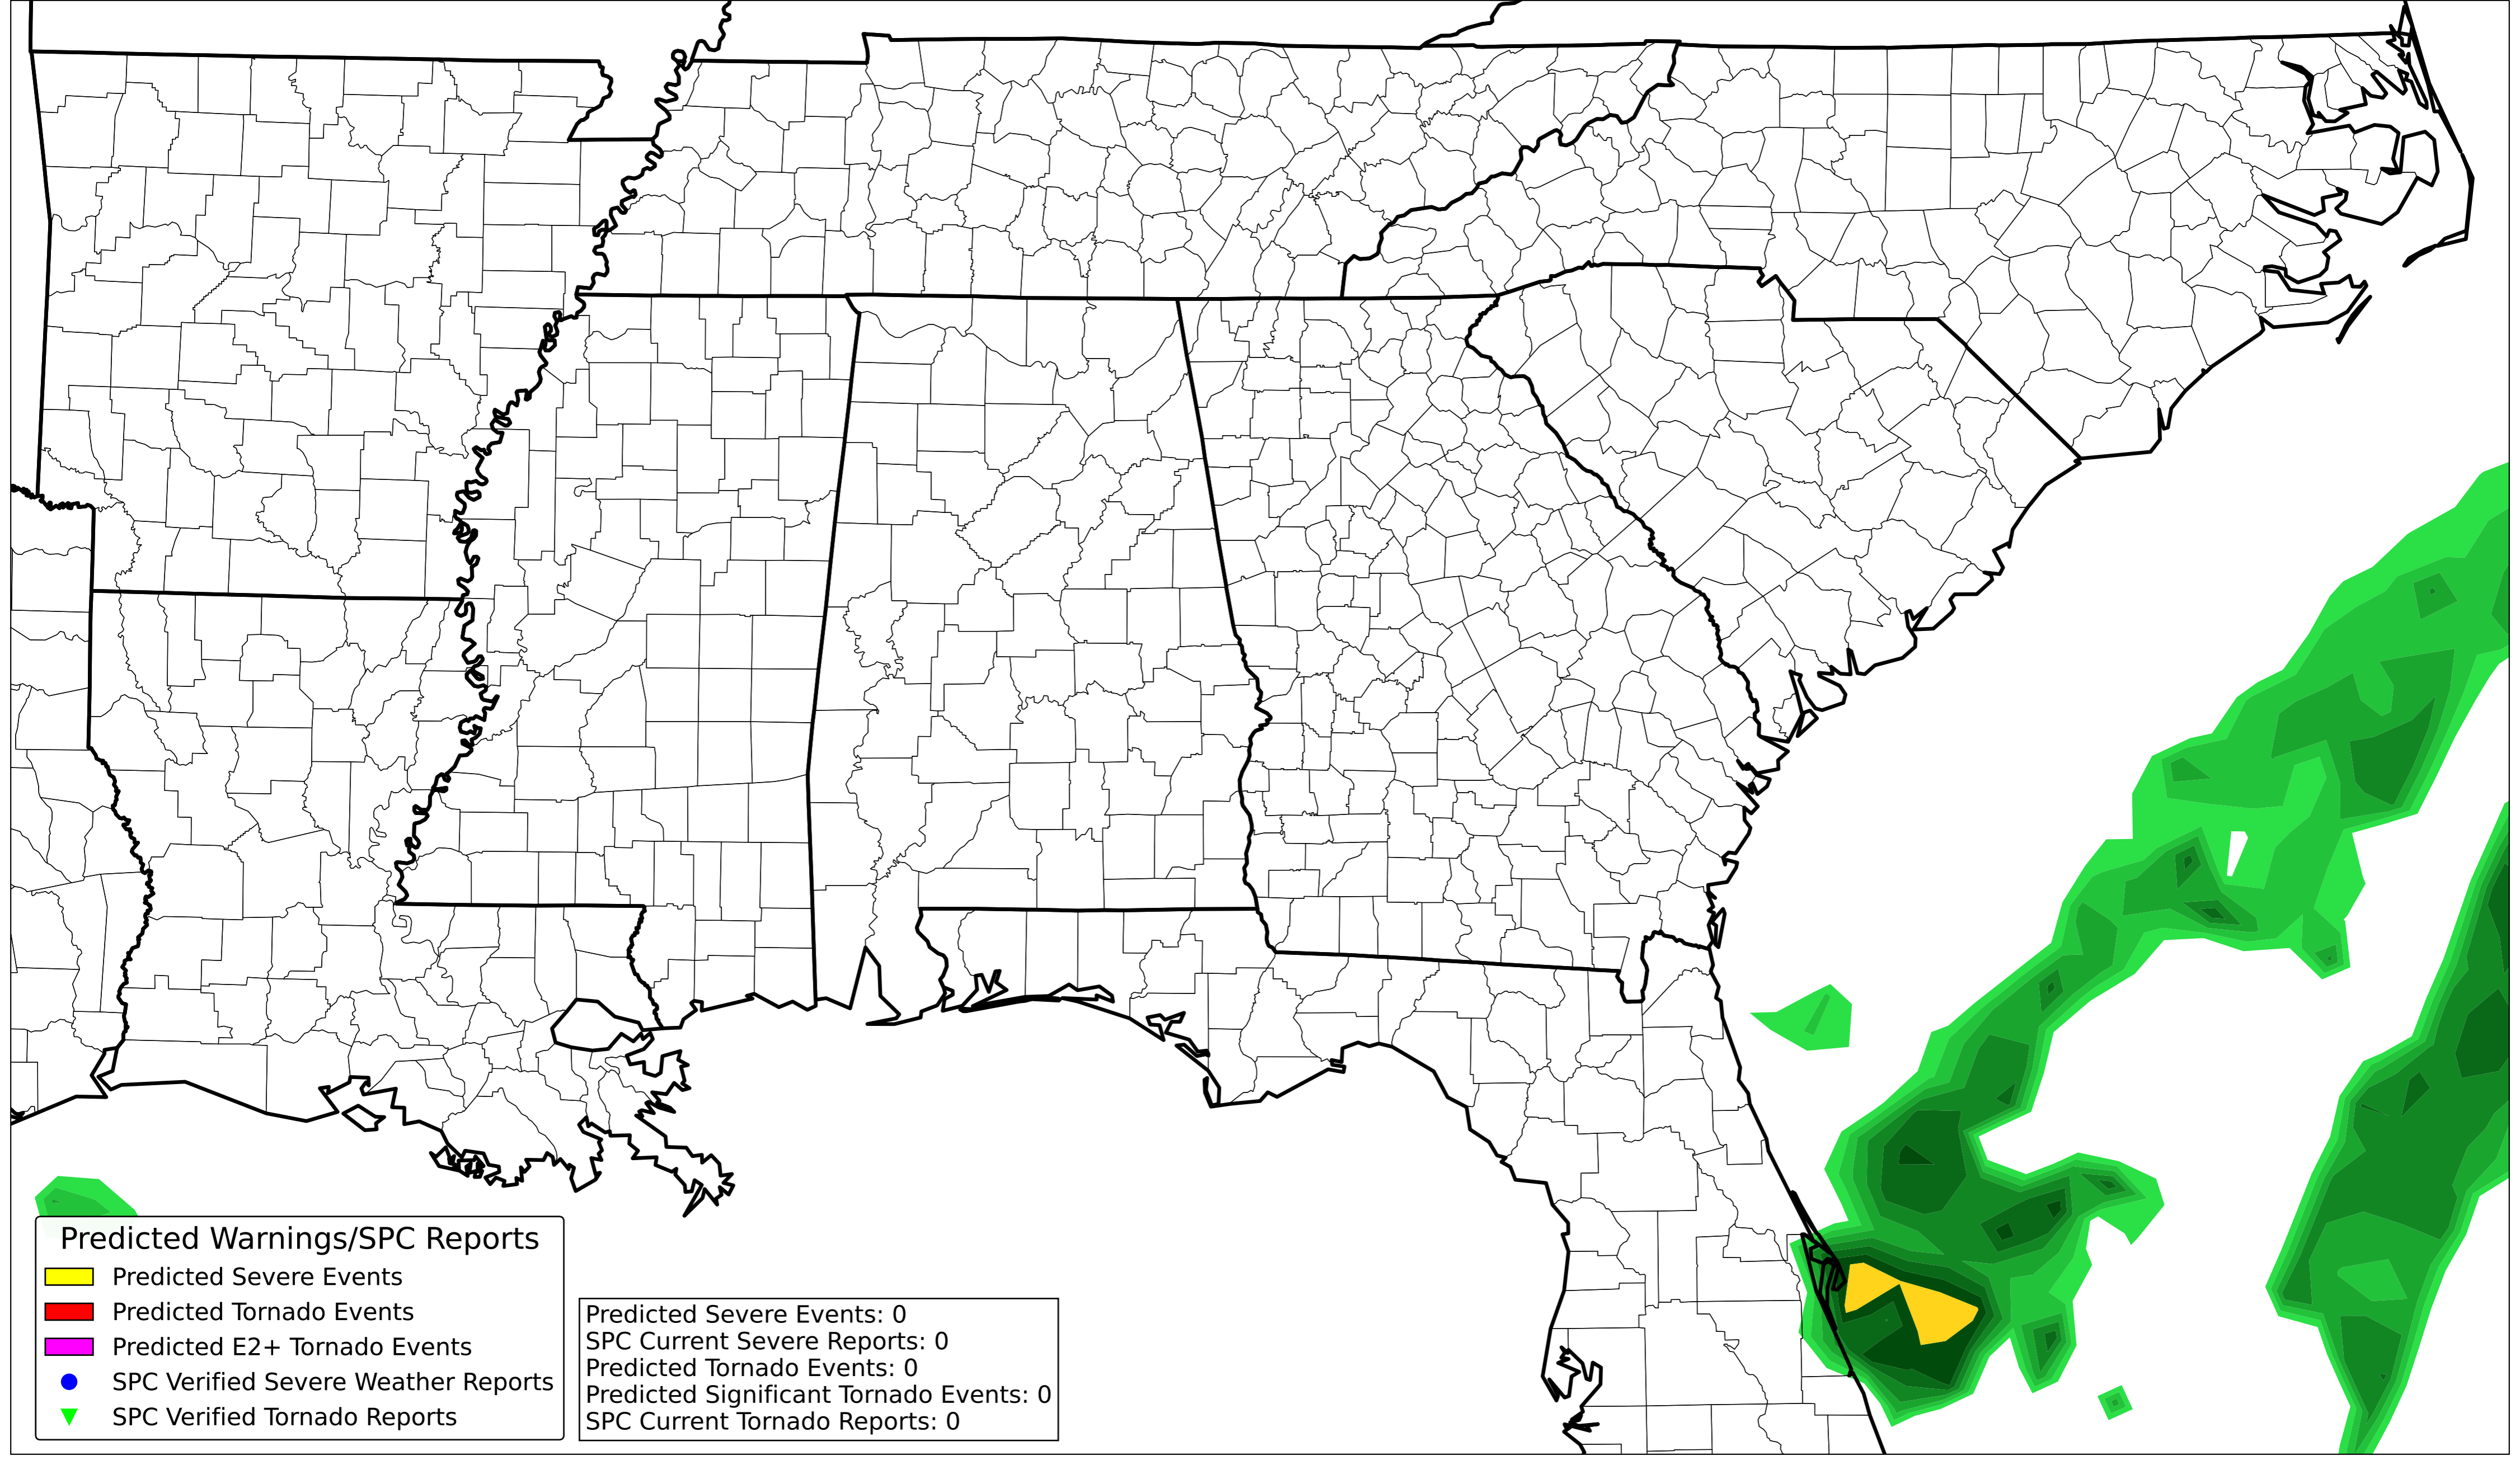 Predicted Warnings/SPC Reports
Predicted Severe Events
Predicted Tornado Events
Predicted E2+ Tornado Events
SPC Verified Severe Weather Reports
SPC Verified Tornado Reports
Predicted Severe Events: 0
SPC Current Severe Reports: 0
Predicted Tornado Events: 0
Predicted Significant Tornado Events: 0
SPC Current Tornado Reports: 0